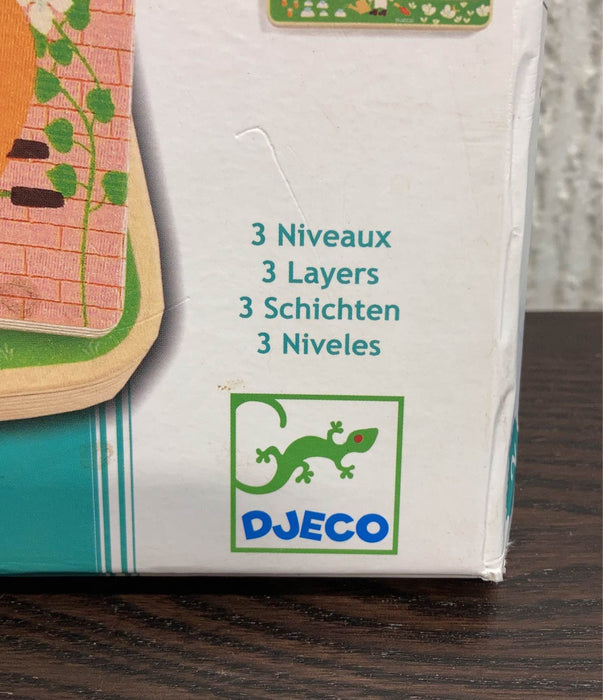 3 Niveaux
3 Layers
3 Schichten
3 Niveles
DJECO